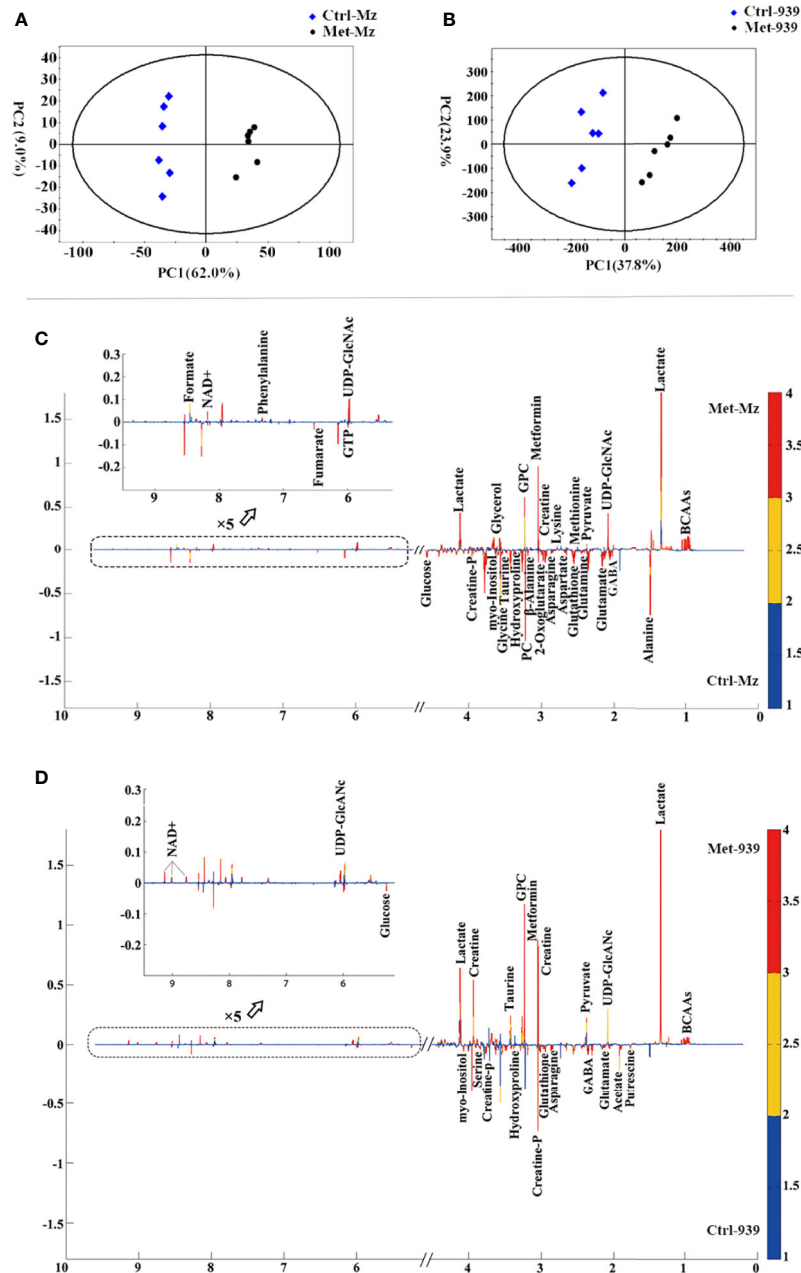 A
Ctrl-Mz
Met-Mz
PC2 (9.0%)
40
30
20
10
0
-10
-20
-30
-40
-100
-50
0
50
100
PC1(62.0%)
B
Ctrl-939
Met-939
PC2(23.9%
300
200
100
0
-100
-200
-300
-400
-200
0
200
400
PC1(37.8%)
C
0.3
0.2
0.1
0
-0.1
-0.2
9
8
7
6
Formate
NAD+
Phenylalanine
UDP-GlcNAc
Fumarate
GTP
×5
1.5
1
0.5
0
-0.5
-1
-1.5
10
9
8
7
6
//
4
3
2
1
0
Lactate
Glycerol
GPC
Metformin
Creatine
Lysine
Methionine
Pyruvate
UDP-GlcNAc
Lactate
BCAAs
Glucose
Creatine-P
myo-Inositol
Glycine
Taurine
Hydroxyproline
PC
β-Alanine
2-Oxoglutarate
Asparagine
Aspartate
Glutathione
Glutamine
Glutamate
GABA
Alanine
Met-Mz
Ctrl-Mz
4
3.5
3
2.5
2
1.5
1
D
0.3
0.2
0.1
0
-0.1
-0.2
9
8
7
6
NAD+
UDP-GlcANc
Glucose
×5
1.5
1
0.5
0
-0.5
-1
-1.5
10
9
8
7
6
//
4
3
2
1
0
Lactate
Creatine
Taurine
GPC
Metformin
Creatine
Pyruvate
UDP-GlcANc
Lactate
BCAAs
myo-Inositol
Serine
Creatine-p
Hydroxyproline
Creatine-P
Glutathione
Asparagine
GABA
Glutamate
Acetate
Putrescine
Met-939
Ctrl-939
4
3.5
3
2.5
2
1.5
1